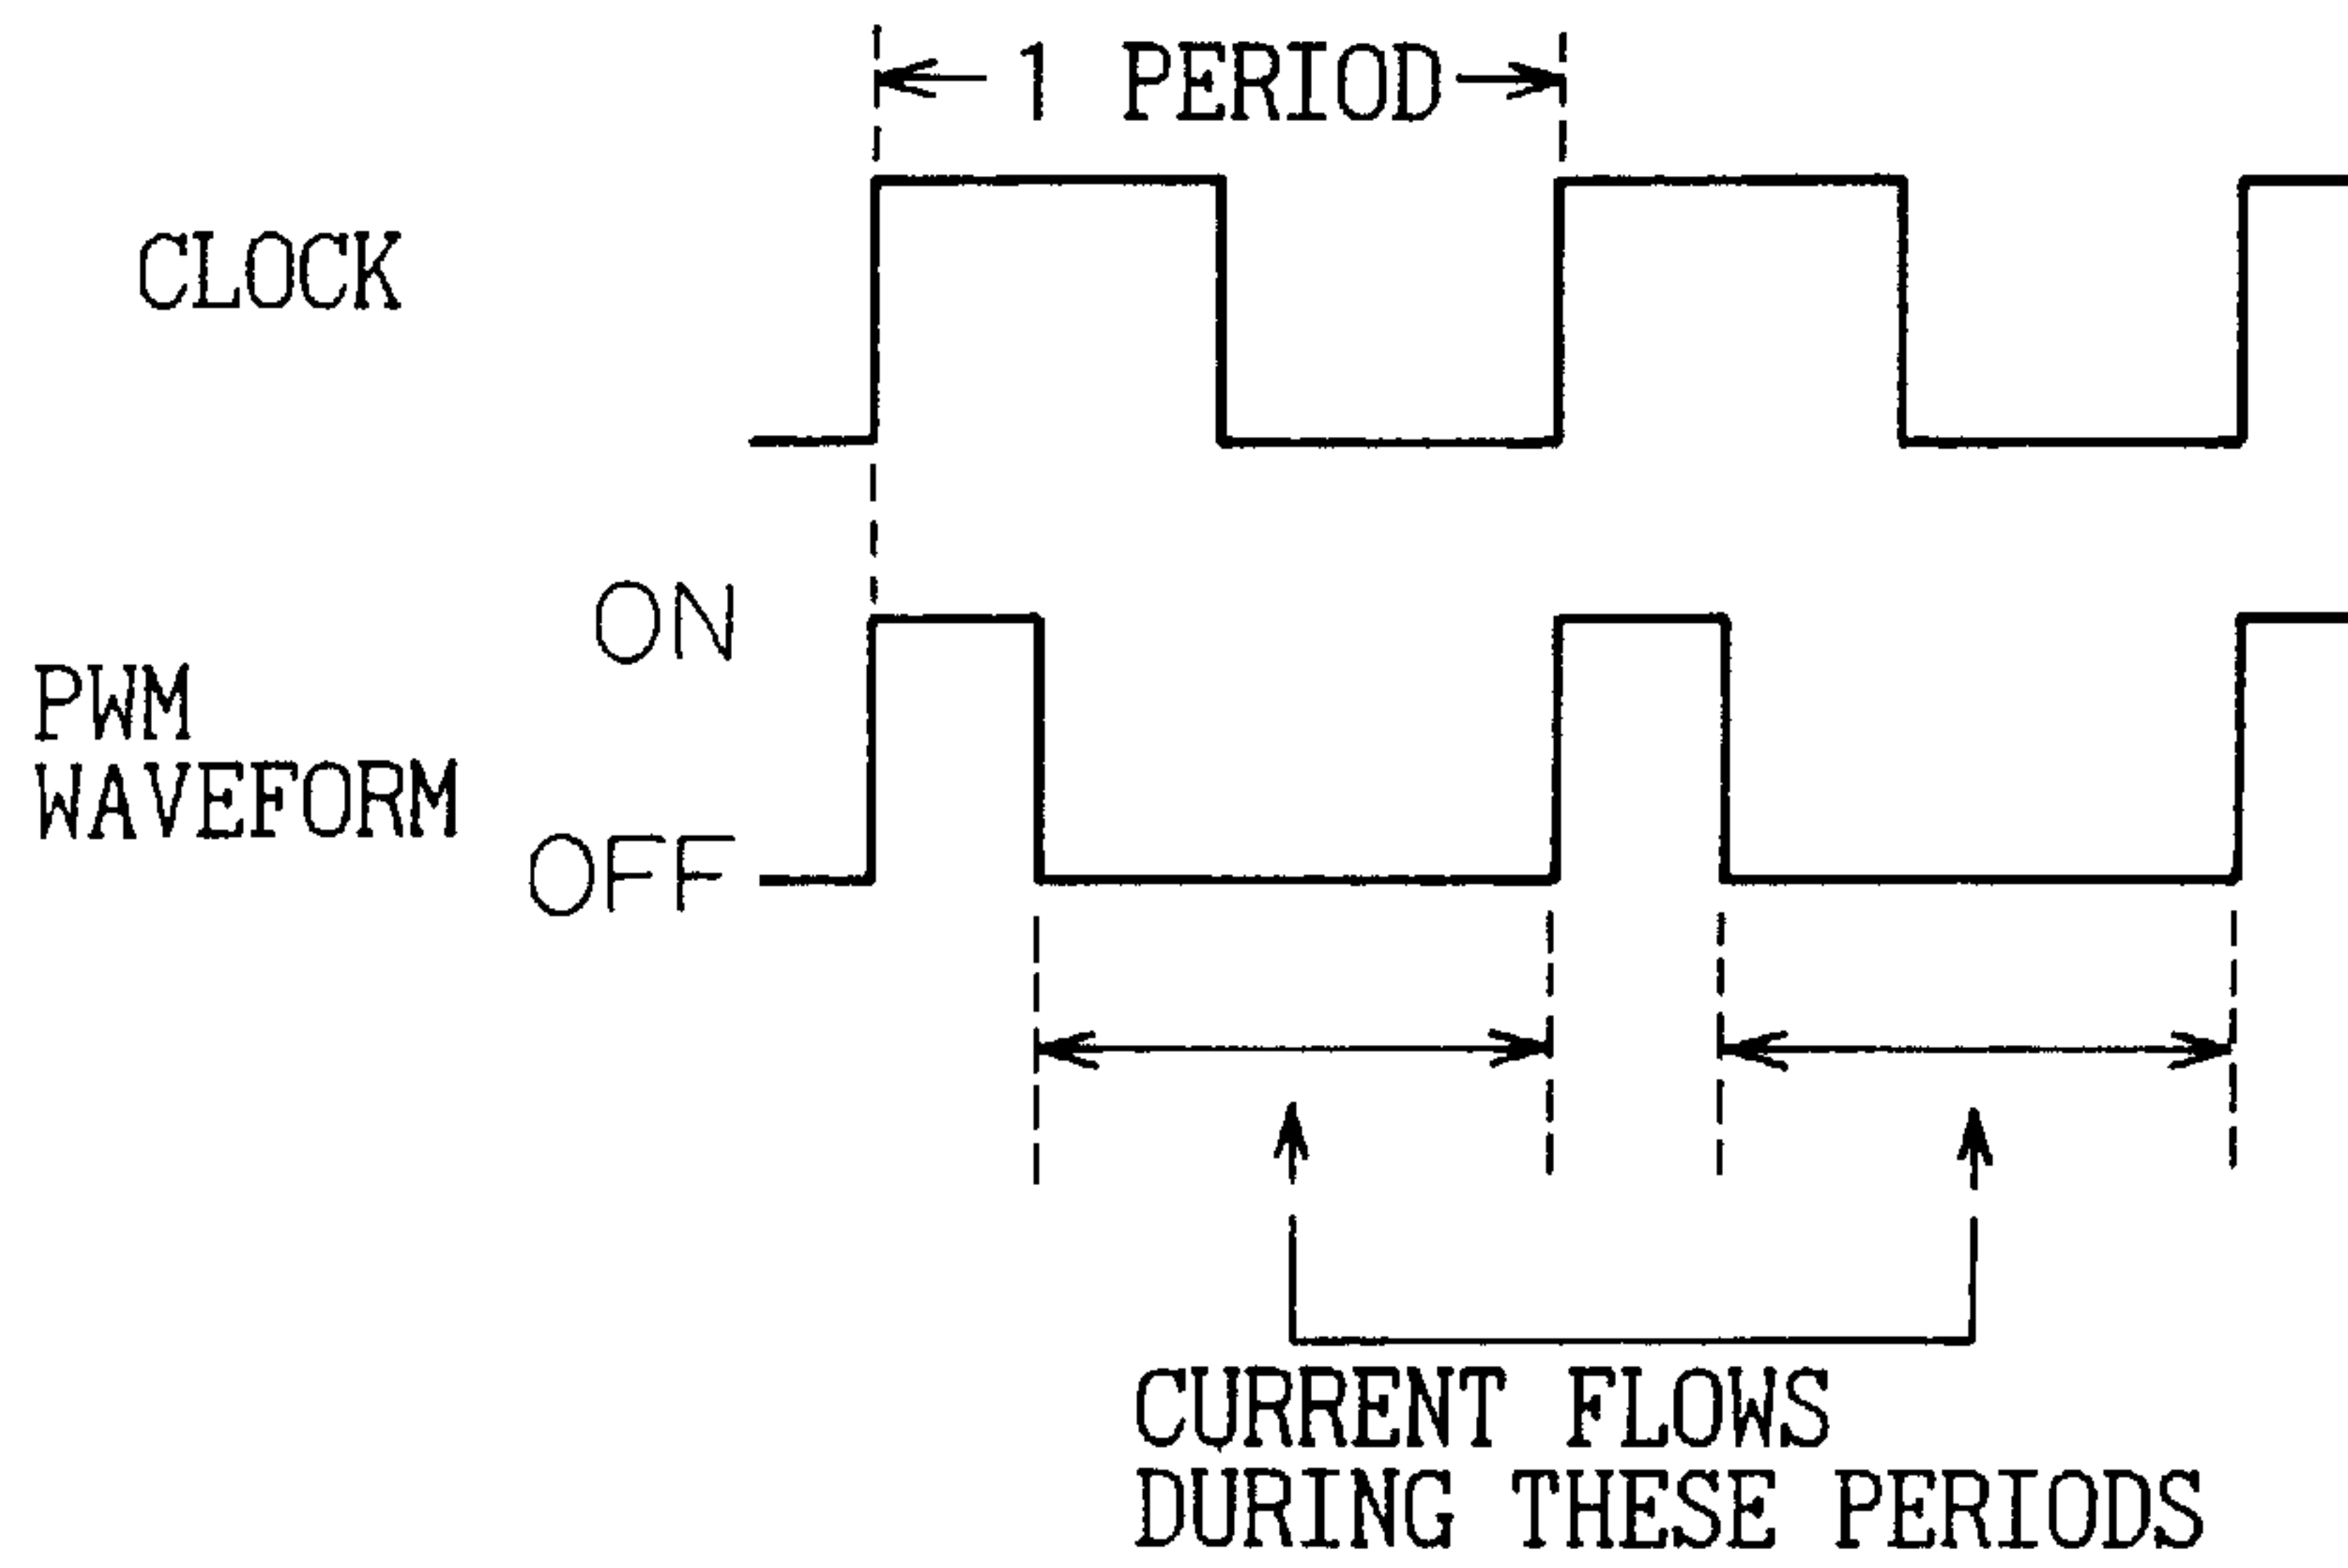 1 PERIOD
CLOCK
ON
PWM
WAVEFORM
OFF
CURRENT FLOWS
DURING THESE PERIODS